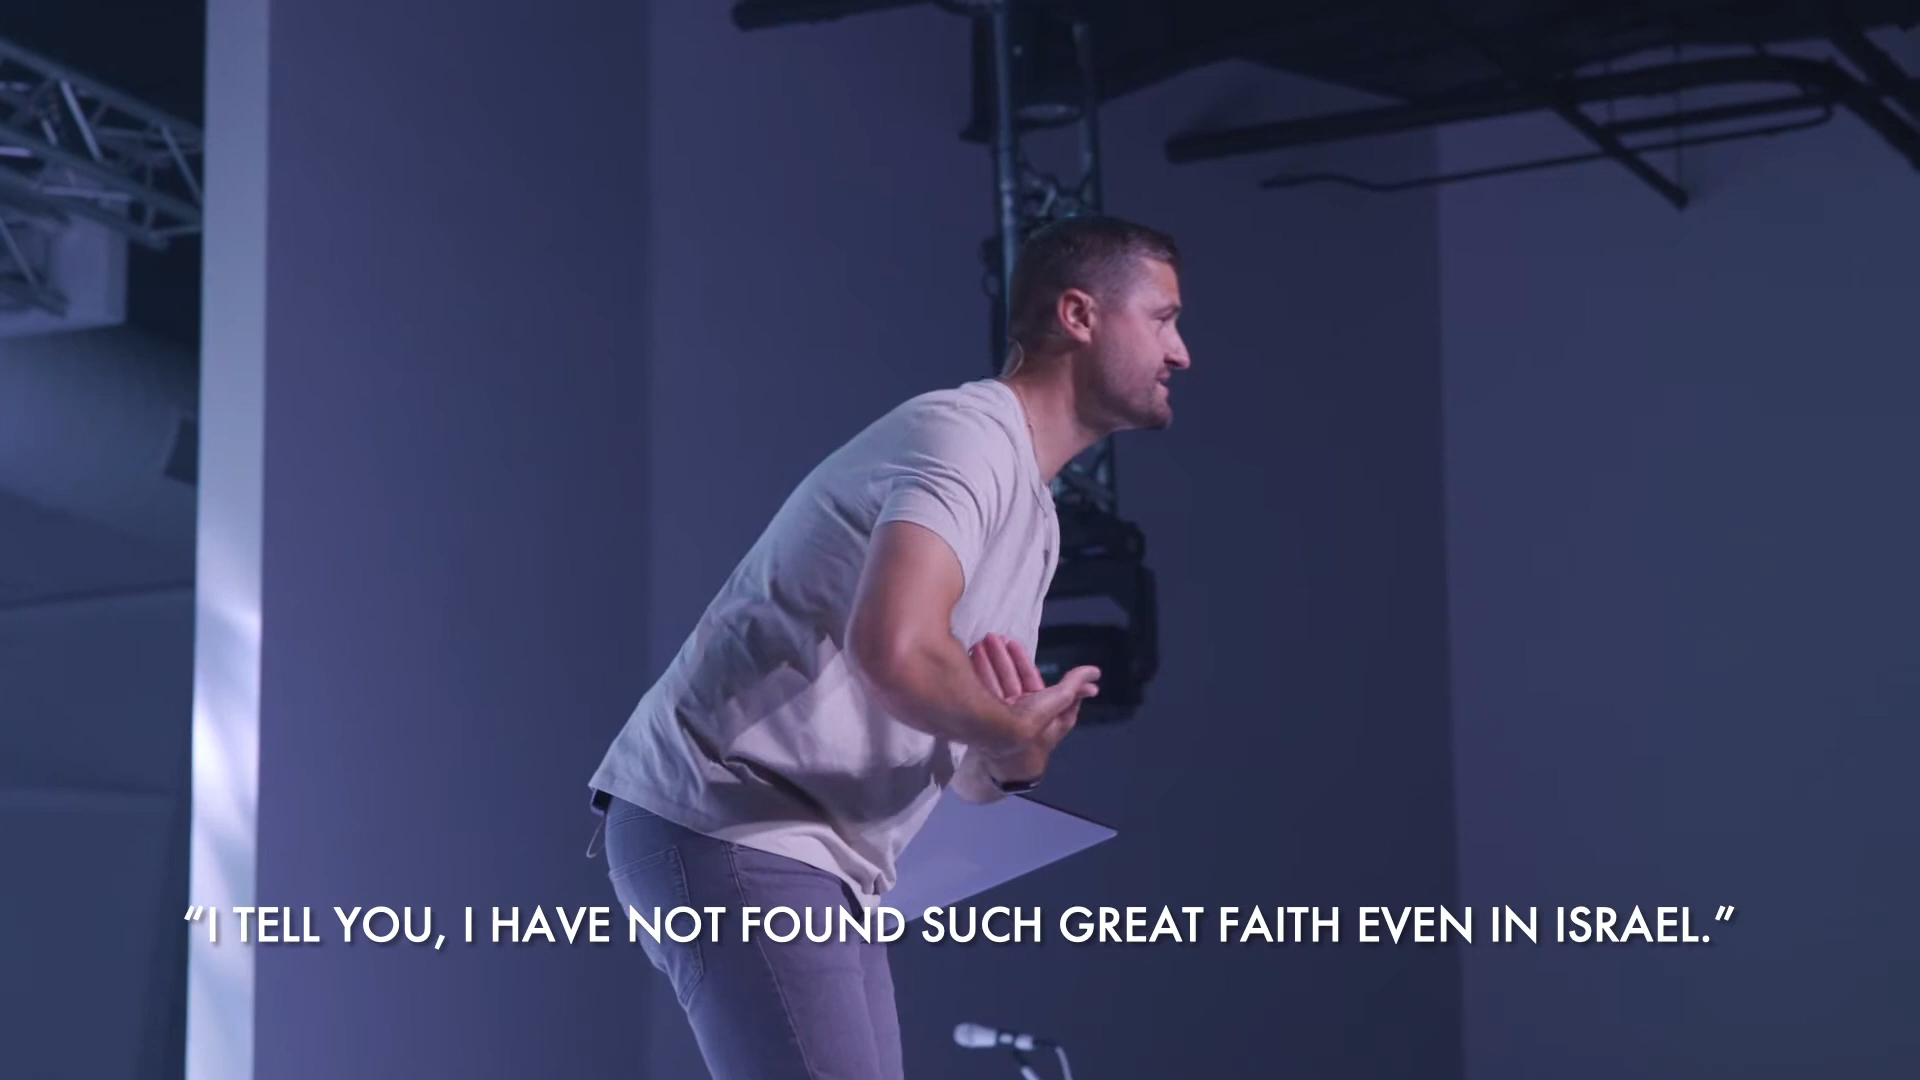 “I TELL YOU, I HAVE NOT FOUND SUCH GREAT FAITH EVEN IN ISRAEL.”